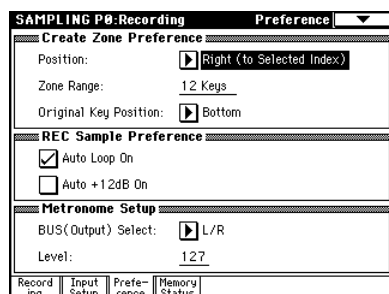 SAMPLING P0:Recording Preference
Create Zone Preference
Position: Right (to Selected Index)
Zone Range: 12 Keys
Original Key Position: Bottom
REC Sample Preference
Auto Loop On
Auto +12dB On
Metronome Setup
BUS(Output) Select: L/R
Level: 127
Record Input Prefe- Memory
ing Setup rence Status